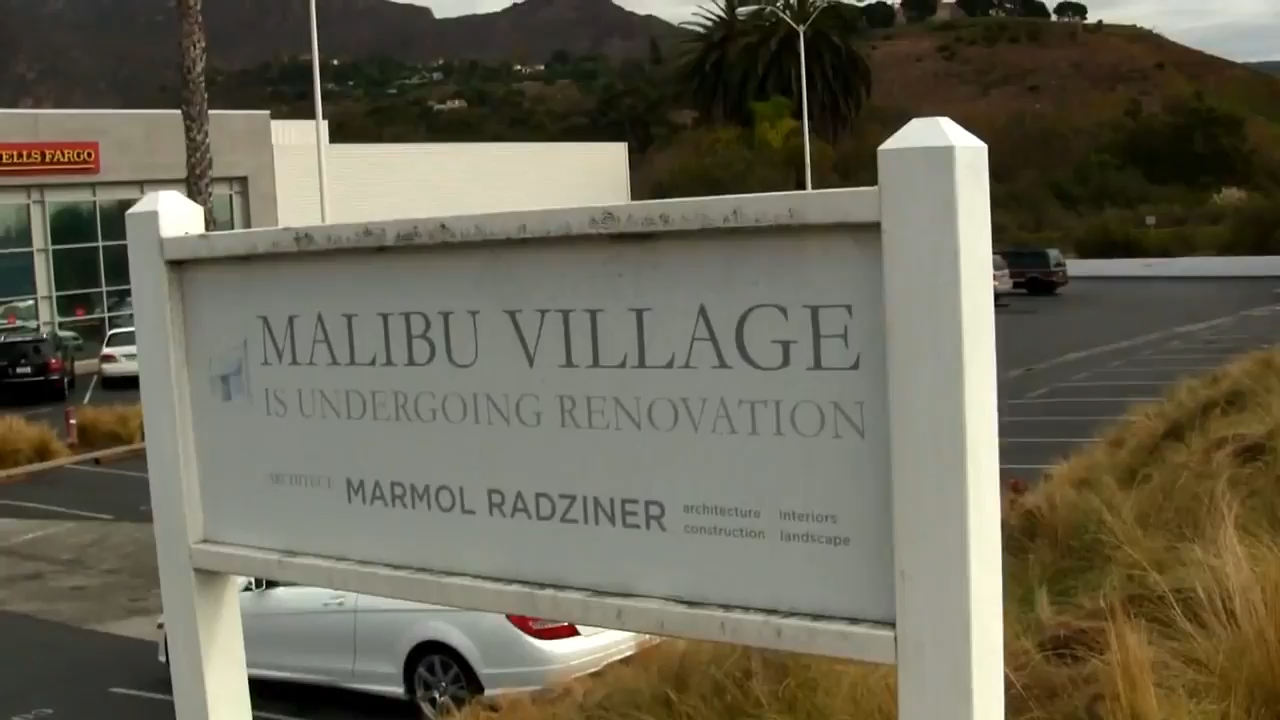 ELLS FARGO
MALIBU VILLAGE
IS UNDERGOING RENOVATION
ARCHITECT MARMOL RADZINER
architecture interiors
construction landscape